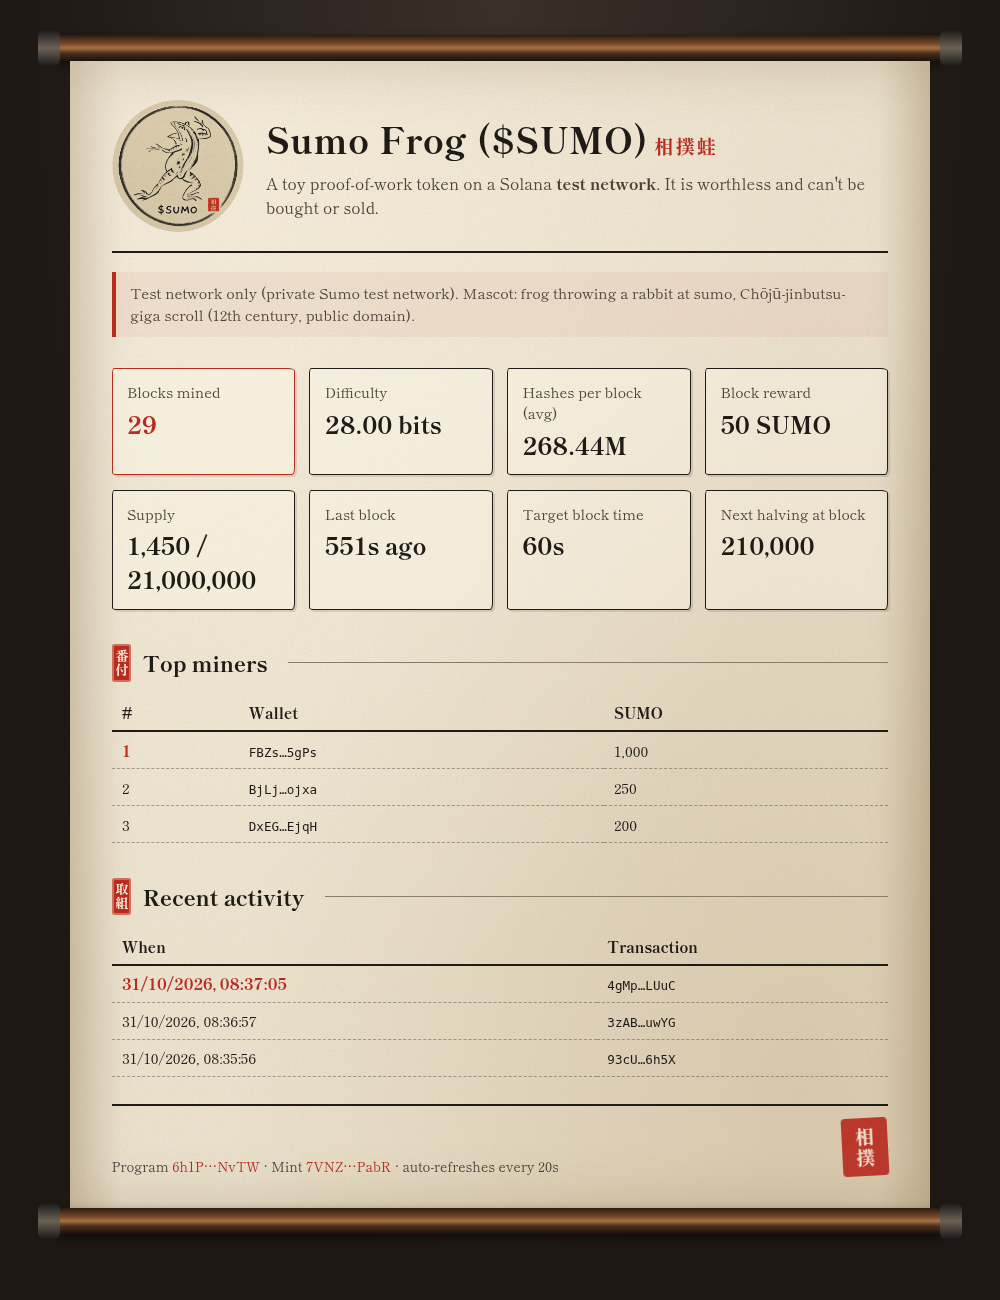 Sumo Frog ($SUMO) 相撲蛙
A toy proof-of-work token on a Solana test network. It is worthless and can't be
bought or sold.
$SUMO
Test network only (private Sumo test network). Mascot: frog throwing a rabbit at sumo, Chōjū-jinbutsu-
giga scroll (12th century, public domain).
Blocks mined
29
Difficulty
28.00 bits
Hashes per block
(avg)
268.44M
Block reward
50 SUMO
Supply
1,450 /
21,000,000
Last block
551s ago
Target block time
60s
Next halving at block
210,000
番付
Top miners
# Wallet SUMO
1 FBZs…5gPs 1,000
2 BjLj…ojxa 250
3 DxEG…EjqH 200
取組
Recent activity
When Transaction
31/10/2026, 08:37:05 4gMp…LUuC
31/10/2026, 08:36:57 3zAB…uwYG
31/10/2026, 08:35:56 93cU…6h5X
Program 6h1P…NvTW · Mint 7VNZ…PabR · auto-refreshes every 20s
相撲